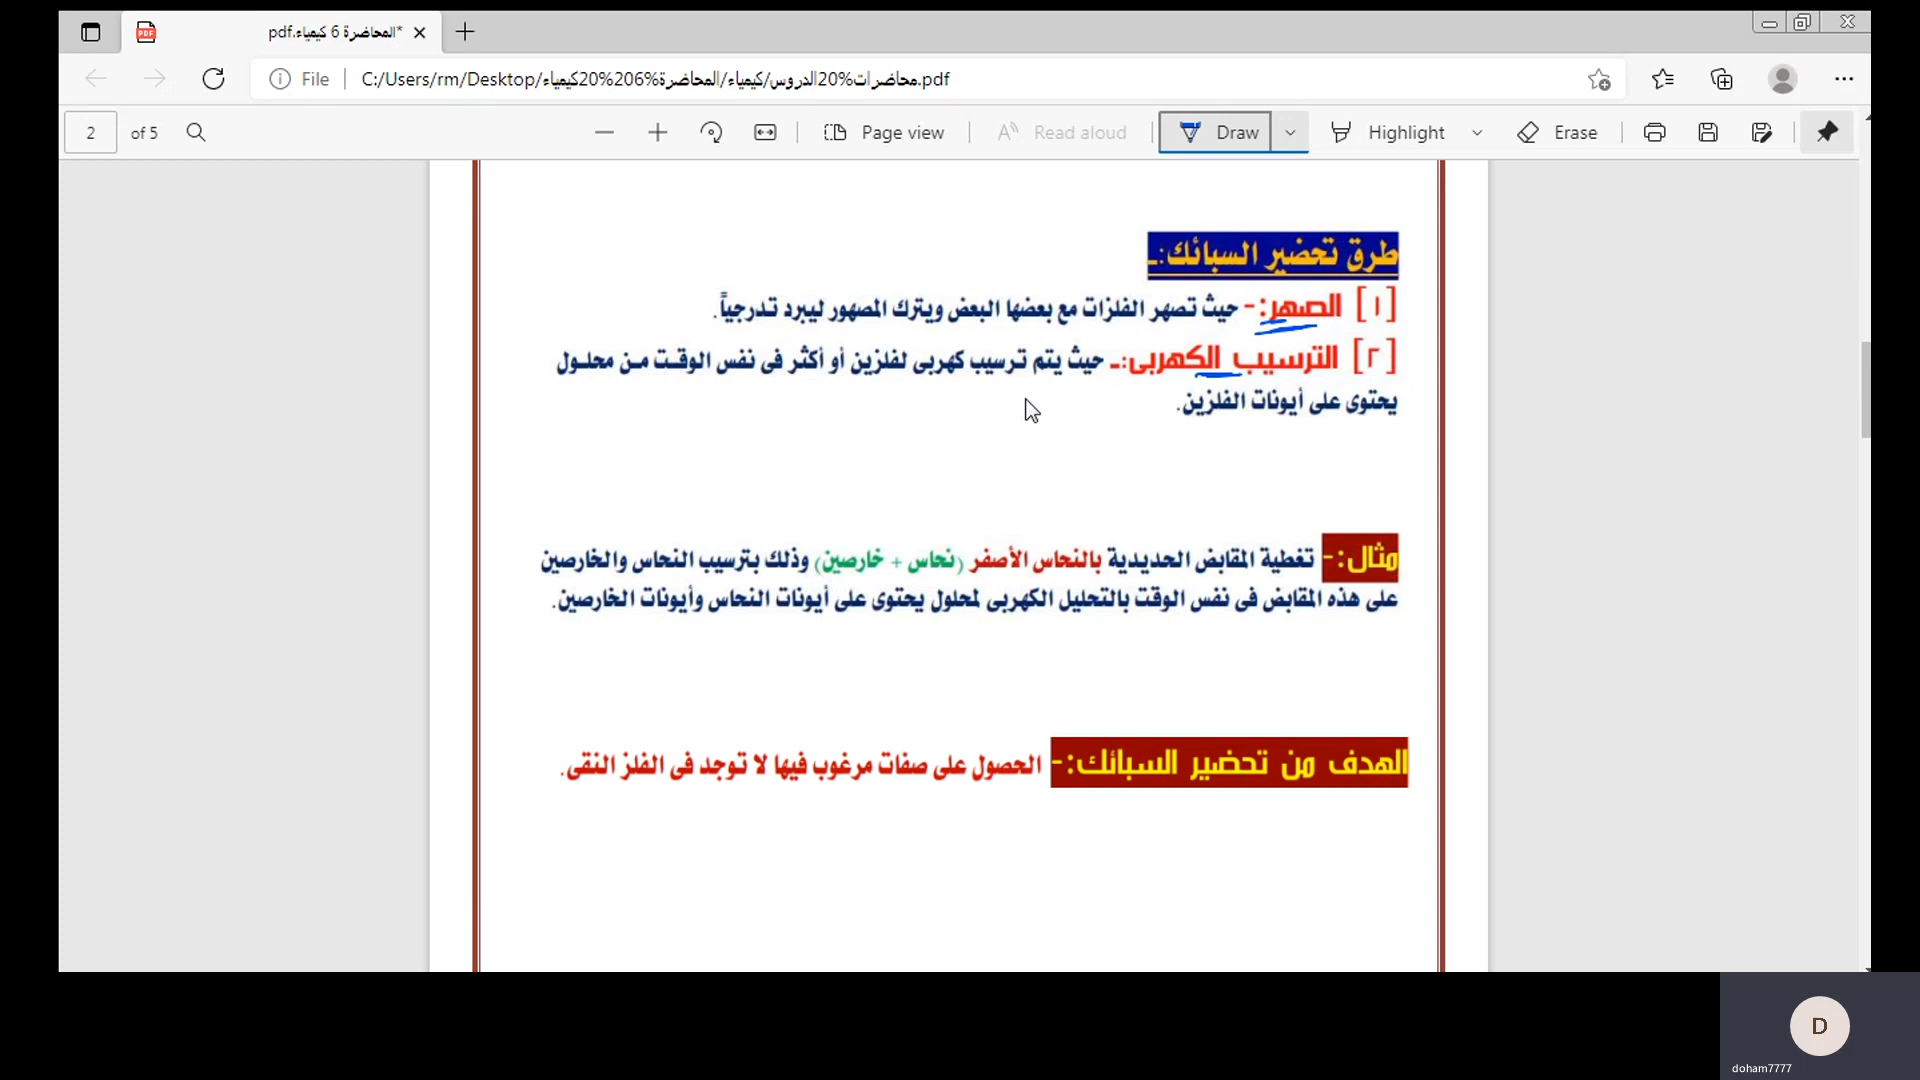 المحاضرة 6 كيمياء.pdf*
File
C:/Users/rm/Desktop/محاضرات%20الدروس/كيمياء/المحاضرة%206%20كيمياء.pdf
2 of 5
Page view
Read aloud
Draw
Highlight
Erase
طرق تحضير السبائك:ـ
[١] الصهر:- حيث تصهر الفلزات مع بعضها البعض ويترك المصهور ليبرد تدرجياً.
[٢] الترسيب الكهربى:ـ حيث يتم ترسيب كهربى لفلزين أو أكثر فى نفس الوقت من محلول
يحتوى على أيونات الفلزين.
مثال:- تغطية المقابض الحديدية بالنحاس الأصفر (نحاس + خارصين) وذلك بترسيب النحاس والخارصين
على هذه المقابض فى نفس الوقت بالتحليل الكهربى لمحلول يحتوى على أيونات النحاس وأيونات الخارصين.
الهدف من تحضير السبائك:- الحصول على صفات مرغوب فيها لا توجد فى الفلز النقى.
D
doham7777